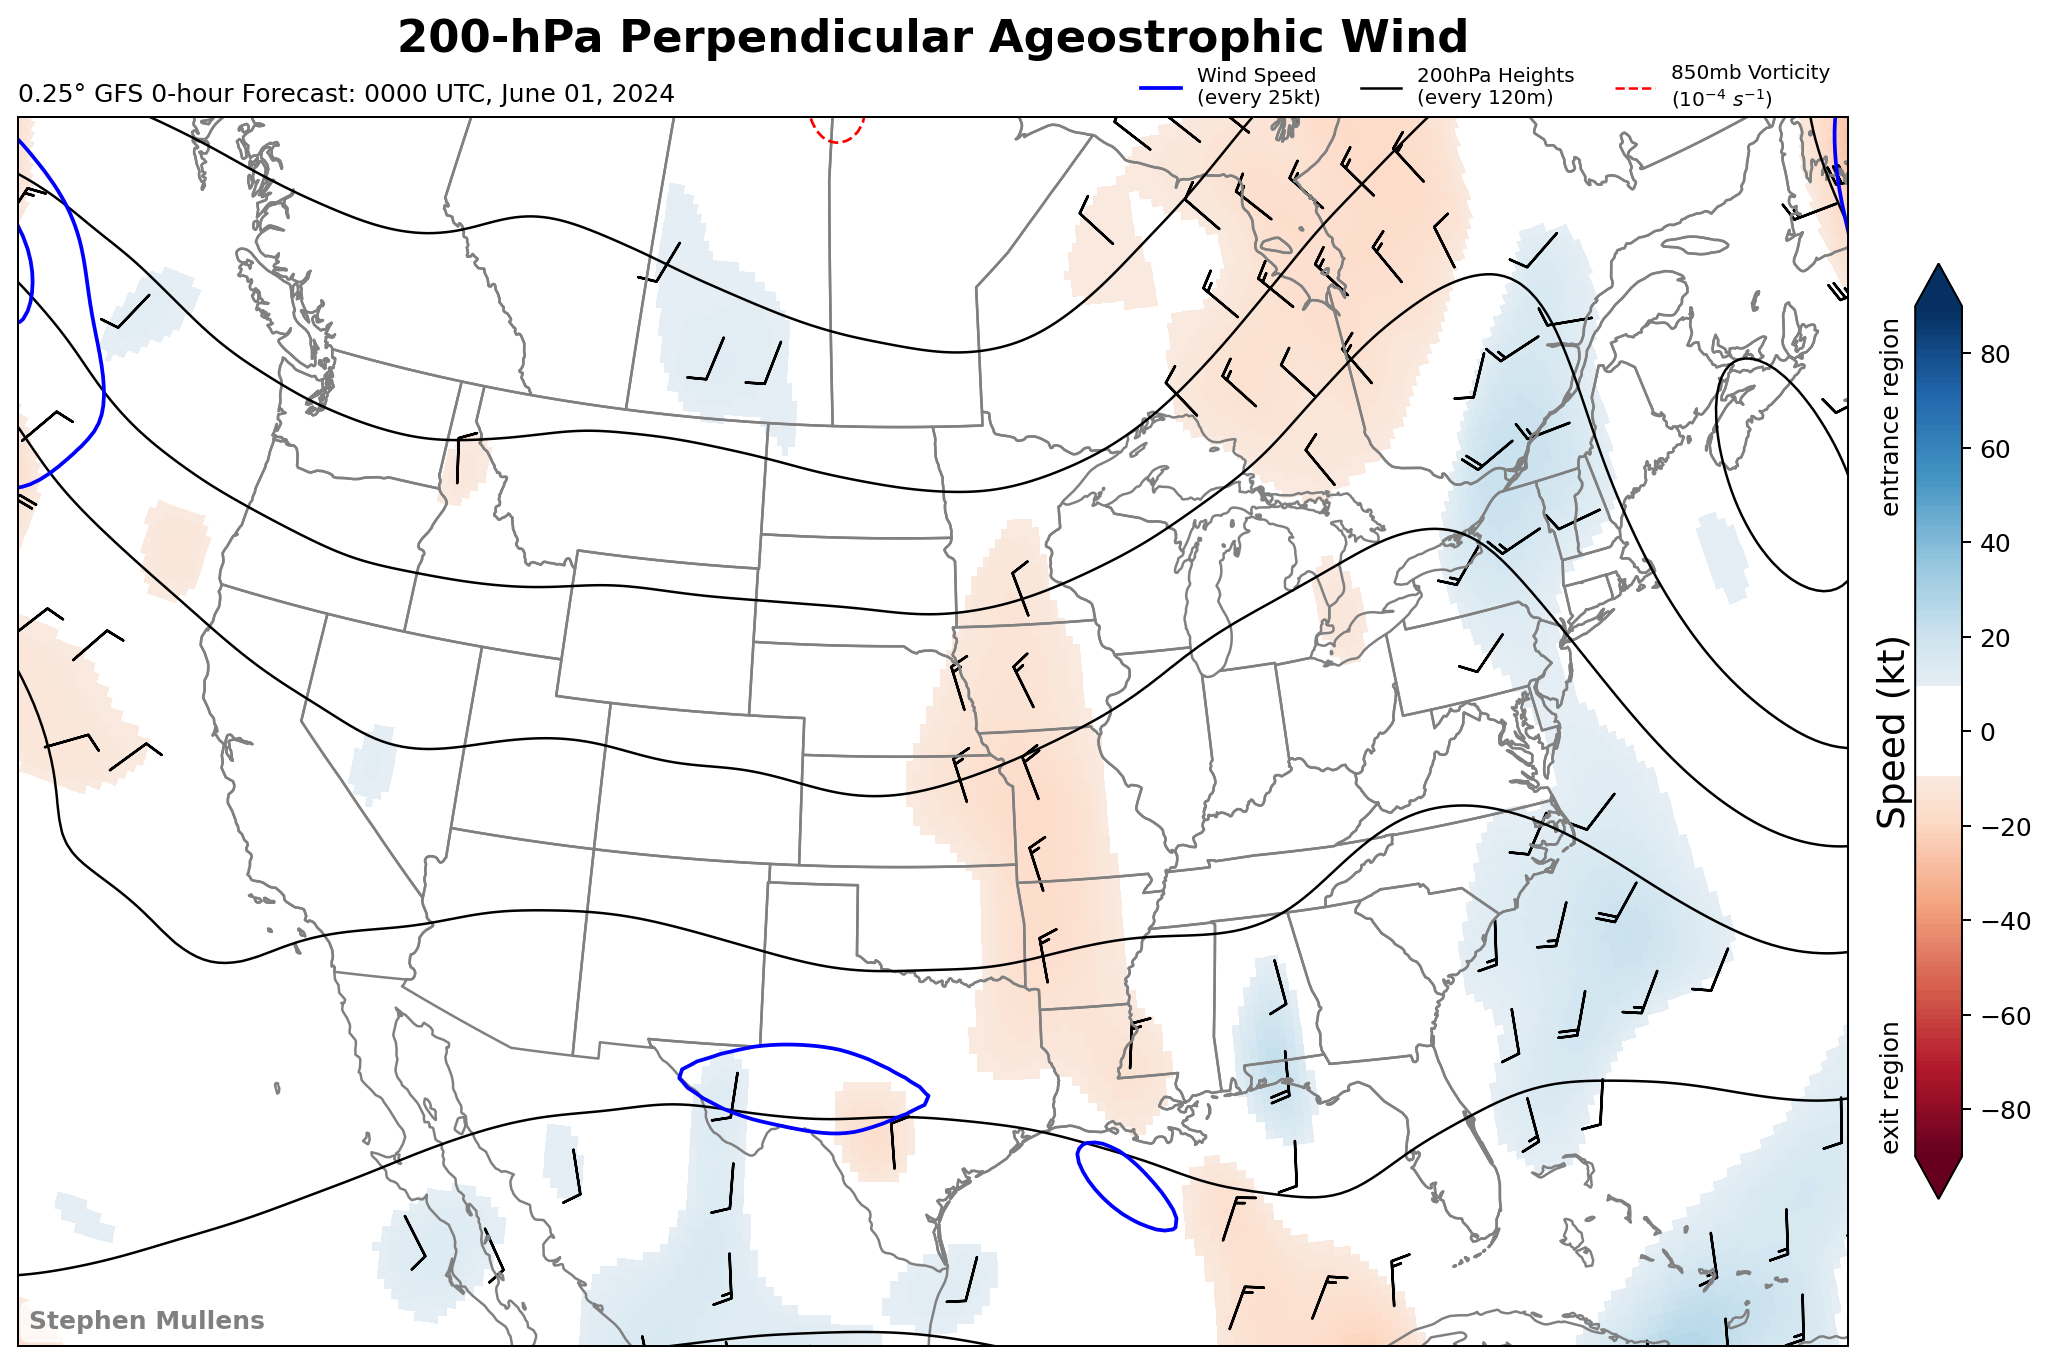 200-hPa Perpendicular Ageostrophic Wind
0.25° GFS 0-hour Forecast: 0000 UTC, June 01, 2024
Wind Speed
(every 25kt)
200hPa Heights
(every 120m)
850mb Vorticity
(10⁻⁴ s⁻¹)
entrance region
Speed (kt)
exit region
80
60
40
20
0
−20
−40
−60
−80
Stephen Mullens